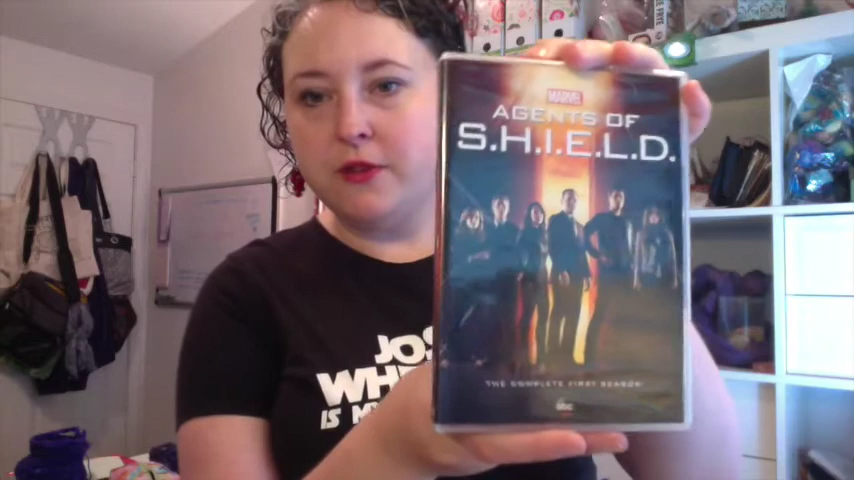 MARVEL
AGENTS OF
S.H.I.E.L.D.
THE COMPLETE FIRST SEASON
abc
JOS
WHE
IS M